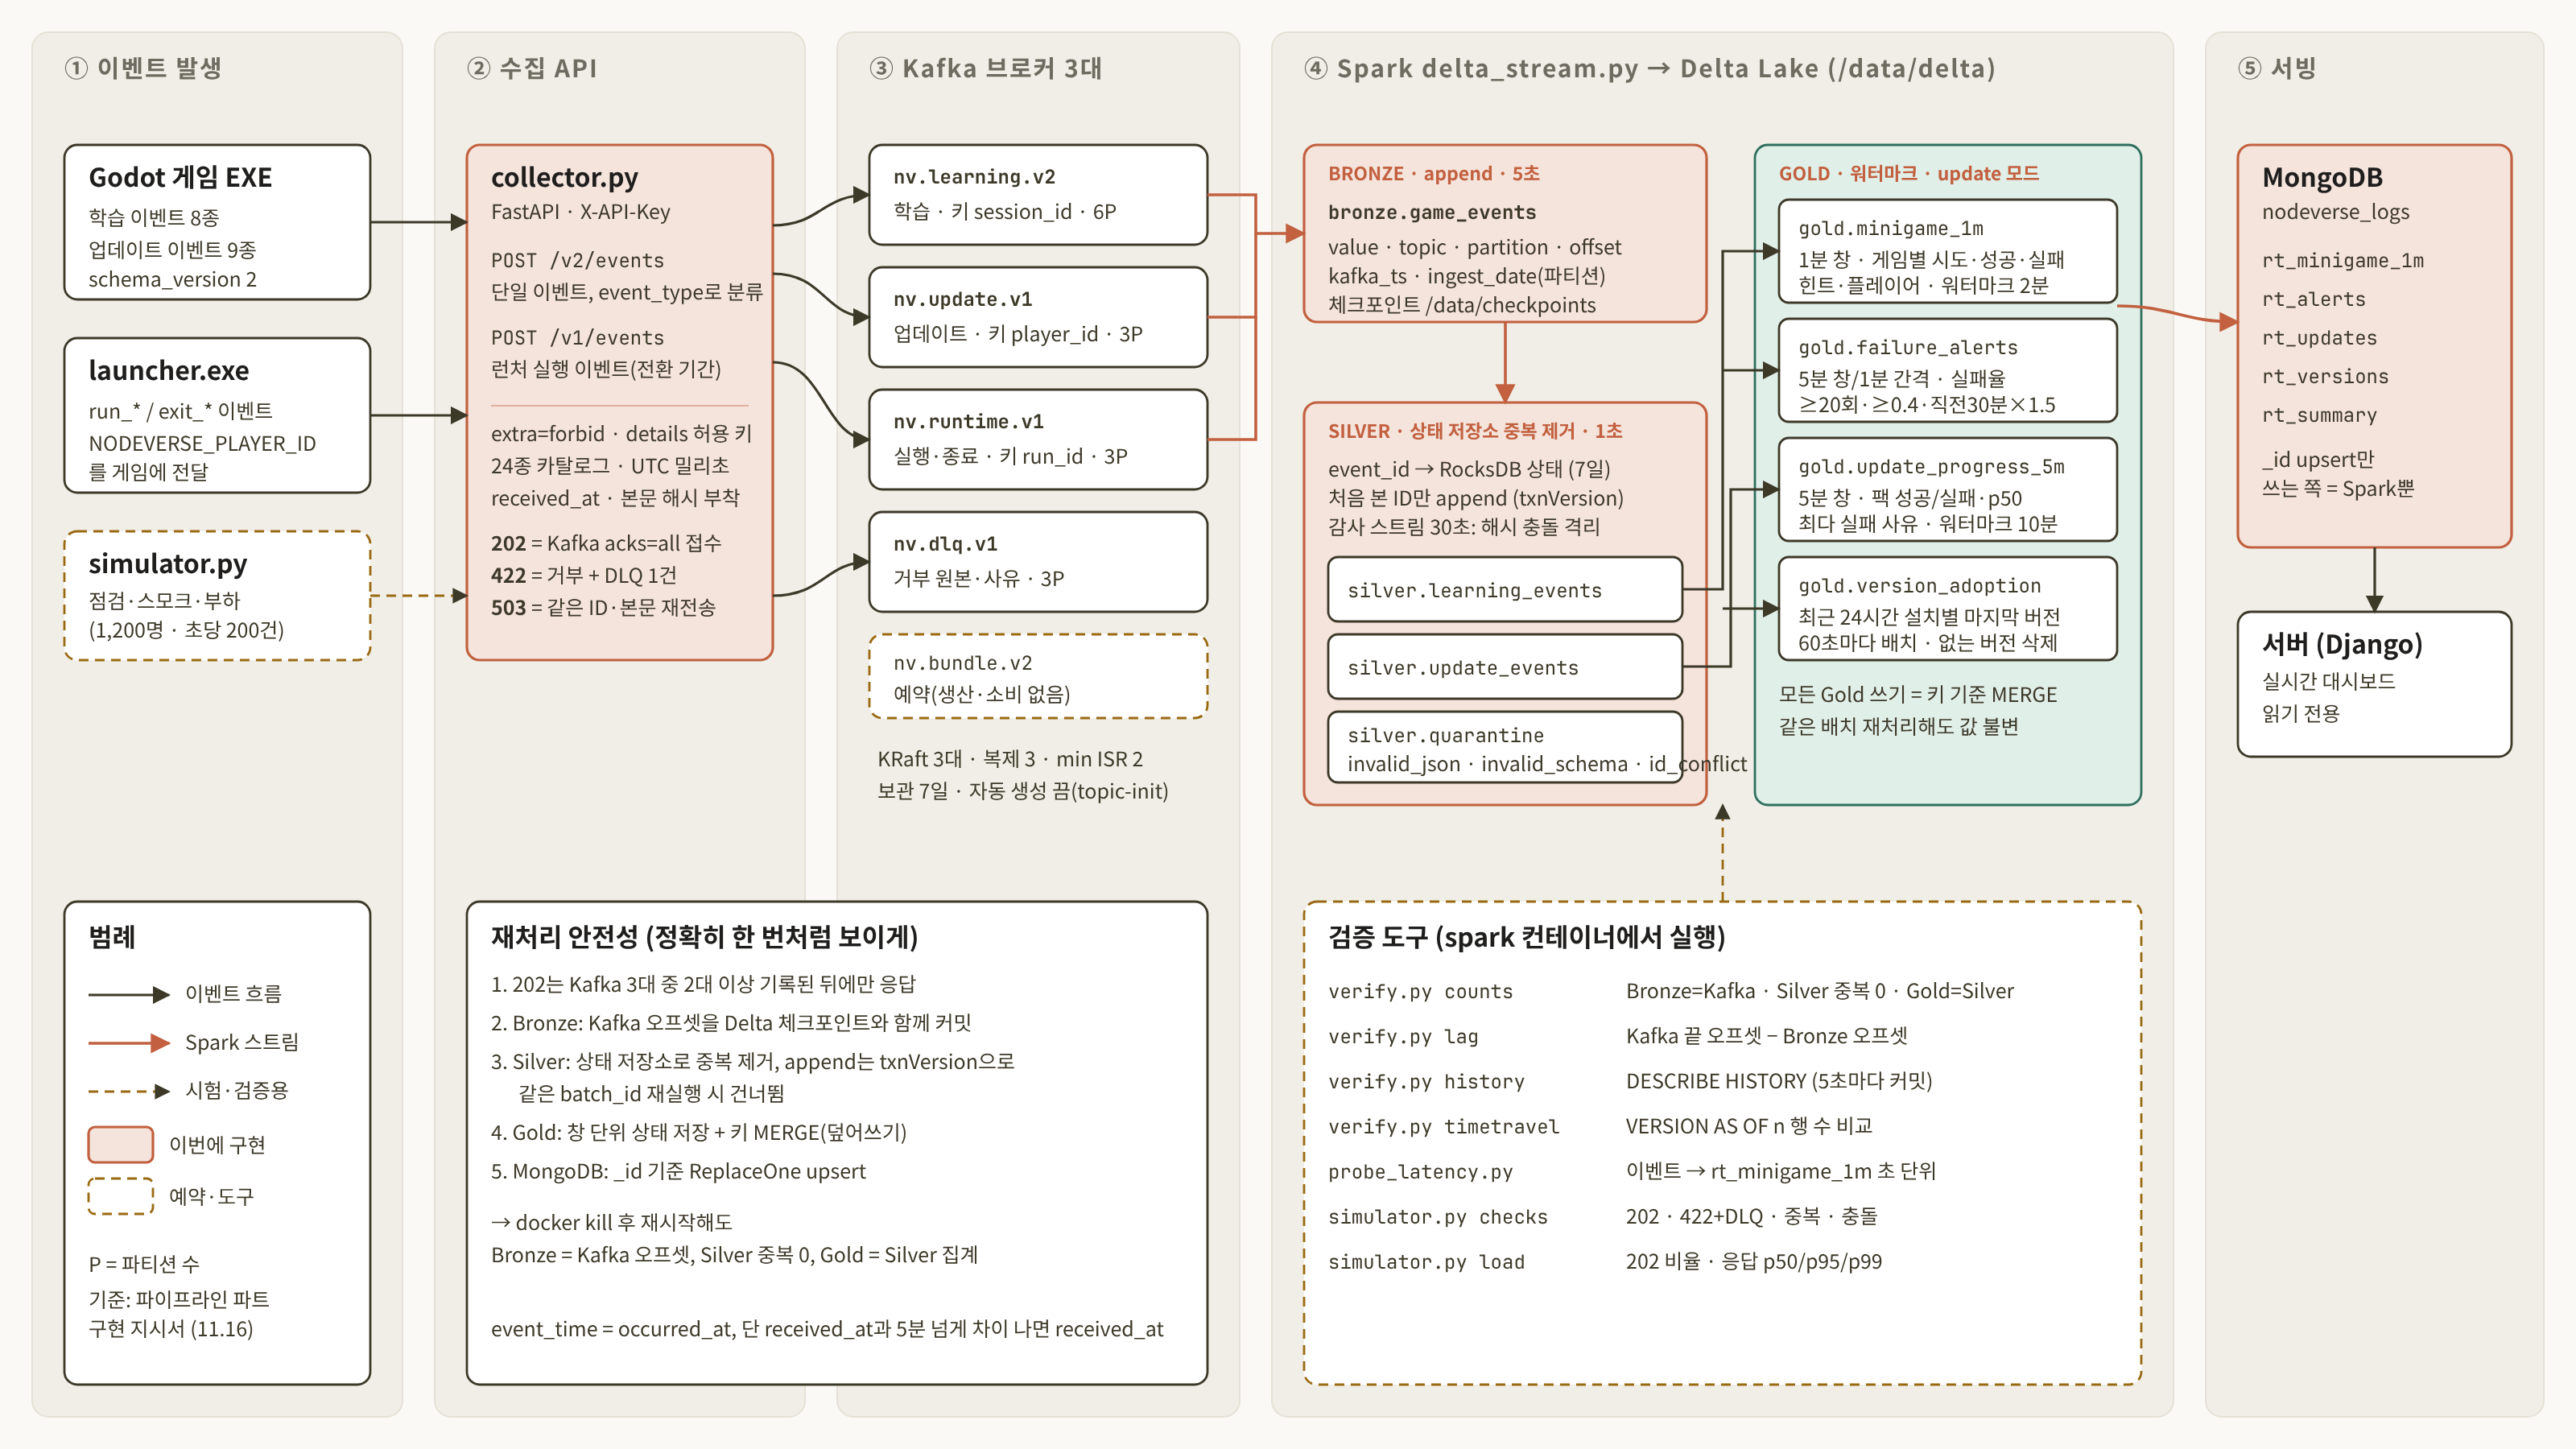 ① 이벤트 발생
Godot 게임 EXE
학습 이벤트 8종
업데이트 이벤트 9종
schema_version 2
launcher.exe
run_* / exit_* 이벤트
NODEVERSE_PLAYER_ID
를 게임에 전달
simulator.py
점검·스모크·부하
(1,200명 · 초당 200건)
② 수집 API
collector.py
FastAPI · X-API-Key
POST /v2/events
단일 이벤트, event_type로 분류
POST /v1/events
런처 실행 이벤트(전환 기간)
extra=forbid · details 허용 키
24종 카탈로그 · UTC 밀리초
received_at · 본문 해시 부착
202 = Kafka acks=all 접수
422 = 거부 + DLQ 1건
503 = 같은 ID·본문 재전송
③ Kafka 브로커 3대
nv.learning.v2
학습 · 키 session_id · 6P
nv.update.v1
업데이트 · 키 player_id · 3P
nv.runtime.v1
실행·종료 · 키 run_id · 3P
nv.dlq.v1
거부 원본·사유 · 3P
nv.bundle.v2
예약(생산·소비 없음)
KRaft 3대 · 복제 3 · min ISR 2
보관 7일 · 자동 생성 끔(topic-init)
④ Spark delta_stream.py → Delta Lake (/data/delta)
BRONZE · append · 5초
bronze.game_events
value · topic · partition · offset
kafka_ts · ingest_date(파티션)
체크포인트 /data/checkpoints
SILVER · 상태 저장소 중복 제거 · 1초
event_id → RocksDB 상태 (7일)
처음 본 ID만 append (txnVersion)
감사 스트림 30초: 해시 충돌 격리
silver.learning_events
silver.update_events
silver.quarantine
invalid_json · invalid_schema · id_conflict
GOLD · 워터마크 · update 모드
gold.minigame_1m
1분 창 · 게임별 시도·성공·실패
힌트·플레이어 · 워터마크 2분
gold.failure_alerts
5분 창/1분 간격 · 실패율
≥20회·≥0.4·직전30분×1.5
gold.update_progress_5m
5분 창 · 팩 성공/실패·p50
최다 실패 사유 · 워터마크 10분
gold.version_adoption
최근 24시간 설치별 마지막 버전
60초마다 배치 · 없는 버전 삭제
모든 Gold 쓰기 = 키 기준 MERGE
같은 배치 재처리해도 값 불변
⑤ 서빙
MongoDB
nodeverse_logs
rt_minigame_1m
rt_alerts
rt_updates
rt_versions
rt_summary
_id upsert만
쓰는 쪽 = Spark뿐
서버 (Django)
실시간 대시보드
읽기 전용
범례
이벤트 흐름
Spark 스트림
시험·검증용
이번에 구현
예약·도구
P = 파티션 수
기준: 파이프라인 파트
구현 지시서 (11.16)
재처리 안전성 (정확히 한 번처럼 보이게)
1. 202는 Kafka 3대 중 2대 이상 기록된 뒤에만 응답
2. Bronze: Kafka 오프셋을 Delta 체크포인트와 함께 커밋
3. Silver: 상태 저장소로 중복 제거, append는 txnVersion으로
같은 batch_id 재실행 시 건너뜀
4. Gold: 창 단위 상태 저장 + 키 MERGE(덮어쓰기)
5. MongoDB: _id 기준 ReplaceOne upsert
→ docker kill 후 재시작해도
Bronze = Kafka 오프셋, Silver 중복 0, Gold = Silver 집계
event_time = occurred_at, 단 received_at과 5분 넘게 차이 나면 received_at
검증 도구 (spark 컨테이너에서 실행)
verify.py counts Bronze=Kafka · Silver 중복 0 · Gold=Silver
verify.py lag Kafka 끝 오프셋 − Bronze 오프셋
verify.py history DESCRIBE HISTORY (5초마다 커밋)
verify.py timetravel VERSION AS OF n 행 수 비교
probe_latency.py 이벤트 → rt_minigame_1m 초 단위
simulator.py checks 202 · 422+DLQ · 중복 · 충돌
simulator.py load 202 비율 · 응답 p50/p95/p99